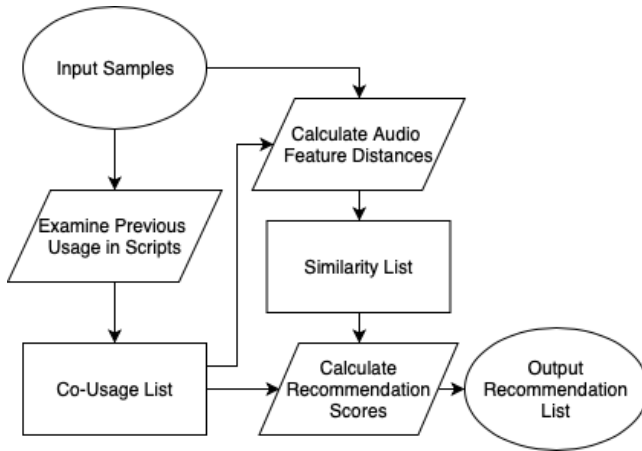 Input Samples
Calculate Audio
Feature Distances
Examine Previous
Usage in Scripts
Similarity List
Co-Usage List
Calculate
Recommendation
Scores
Output
Recommendation
List